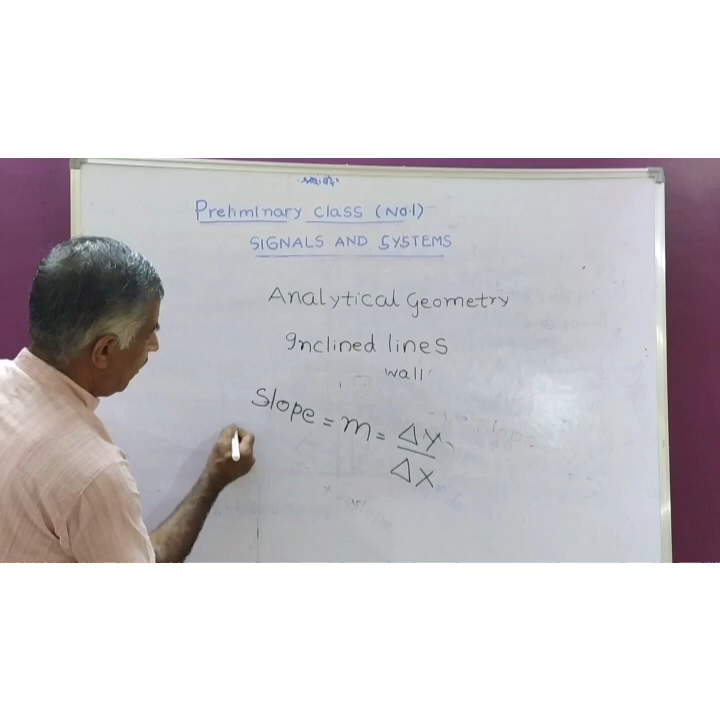 Preliminary class (No.1)
SIGNALS AND SYSTEMS
Analytical Geometry
Inclined lines
wall
Slope = m = Δy
Δx